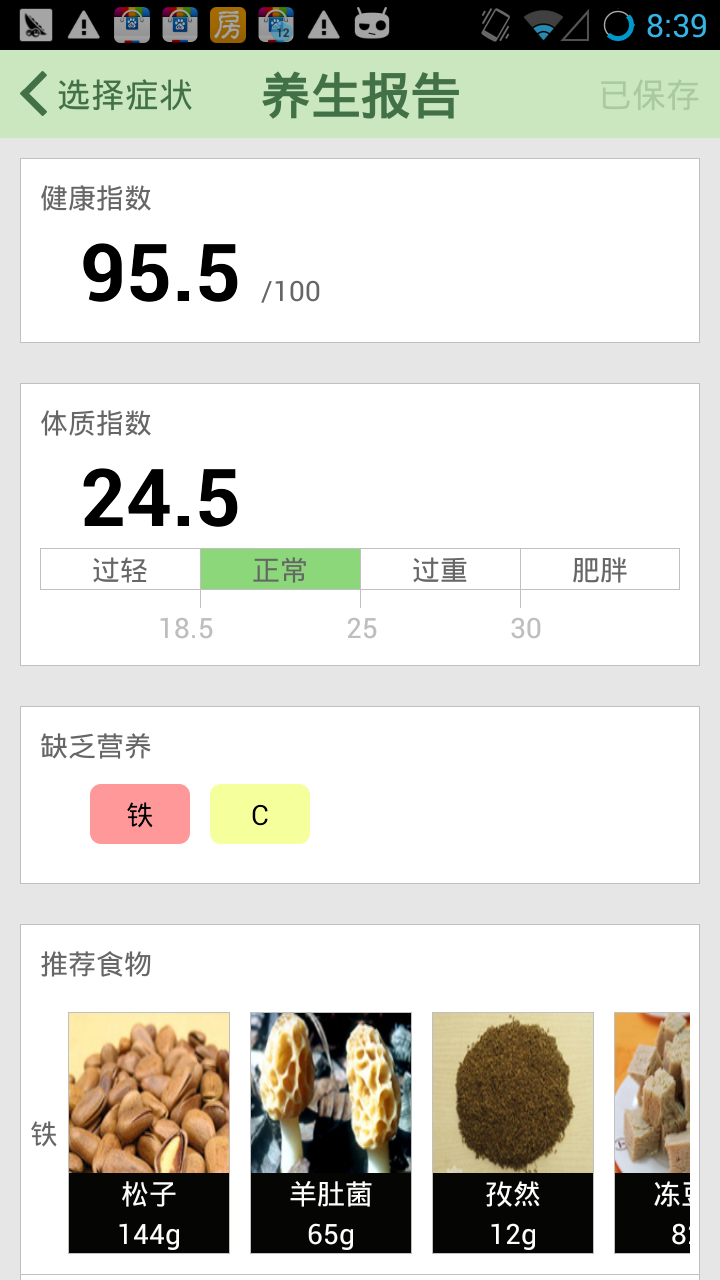 房
12
8:39
选择症状
养生报告
已保存
健康指数
95.5 /100
体质指数
24.5
过轻 正常 过重 肥胖
18.5 25 30
缺乏营养
铁 C
推荐食物
铁
松子 羊肚菌 孜然 冻
144g 65g 12g 8